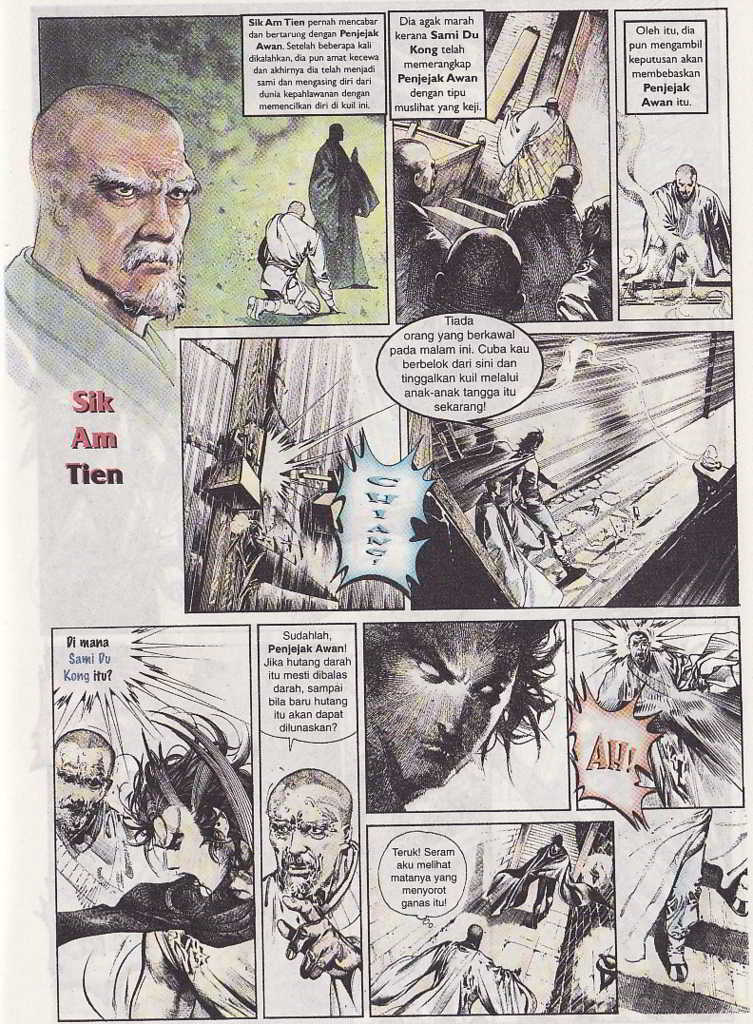 Sik Am Tien pernah mencabar
dan bertarung dengan Penjejak
Awan. Setelah beberapa kali
dikalahkan, dia pun amat kecewa
dan akhirnya dia telah menjadi
sami dan mengasing diri dari
dunia kepahlawanan dengan
memencilkan diri di kuil ini.
Dia agak marah
kerana Sami Du
Kong telah
memerangkap
Penjejak Awan
dengan tipu
muslihat yang keji.
Oleh itu, dia
pun mengambil
keputusan akan
membebaskan
Penjejak
Awan itu.
Sik
Am
Tien
Tiada
orang yang berkawal
pada malam ini. Cuba kau
berbelok dari sini dan
tinggalkan kuil melalui
anak-anak tangga itu
sekarang!
CHIANG!
Di mana
Sami Du
Kong itu?
Sudahlah,
Penjejak Awan!
Jika hutang darah
itu mesti dibalas
darah, sampai
bila baru hutang
itu akan dapat
dilunaskan?
AH!
Teruk! Seram
aku melihat
matanya yang
menyorot
ganas itu!